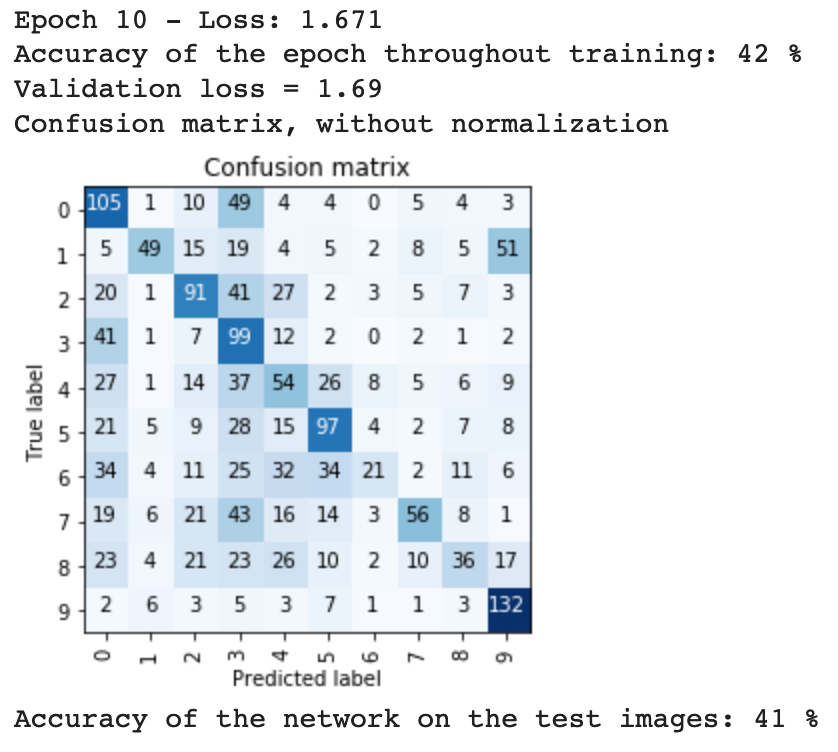 Epoch 10 - Loss: 1.671
Accuracy of the epoch throughout training: 42 %
Validation loss = 1.69
Confusion matrix, without normalization
Confusion matrix
True label
0 105 1 10 49 4 4 0 5 4 3
1 5 49 15 19 4 5 2 8 5 51
2 20 1 91 41 27 2 3 5 7 3
3 41 1 7 99 12 2 0 2 1 2
4 27 1 14 37 54 26 8 5 6 9
5 21 5 9 28 15 97 4 2 7 8
6 34 4 11 25 32 34 21 2 11 6
7 19 6 21 43 16 14 3 56 8 1
8 23 4 21 23 26 10 2 10 36 17
9 2 6 3 5 3 7 1 1 3 132
0 1 2 3 4 5 6 7 8 9
Predicted label
Accuracy of the network on the test images: 41 %